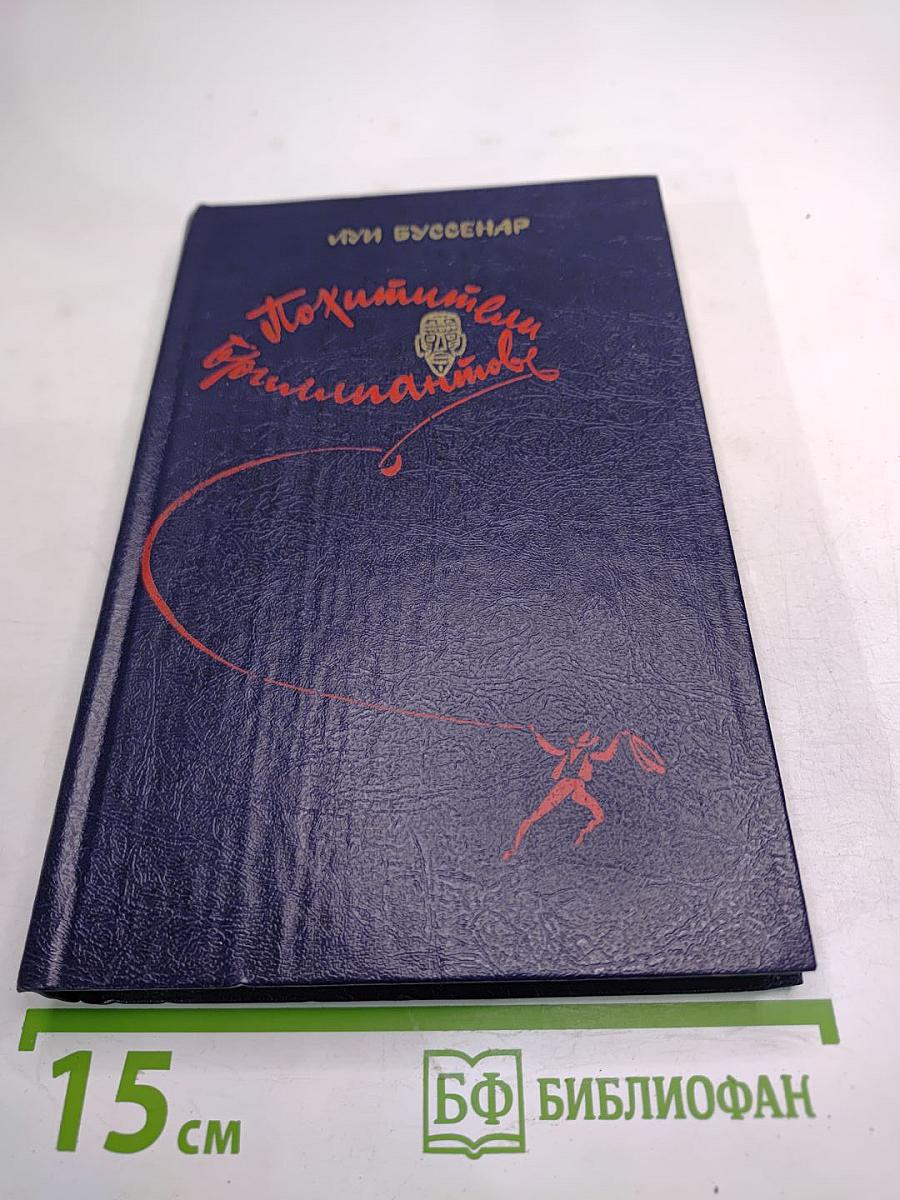 ЛУИ БУССЕНАР
Похитители
бриллиантов
15 см
БФ БИБЛИОФАН